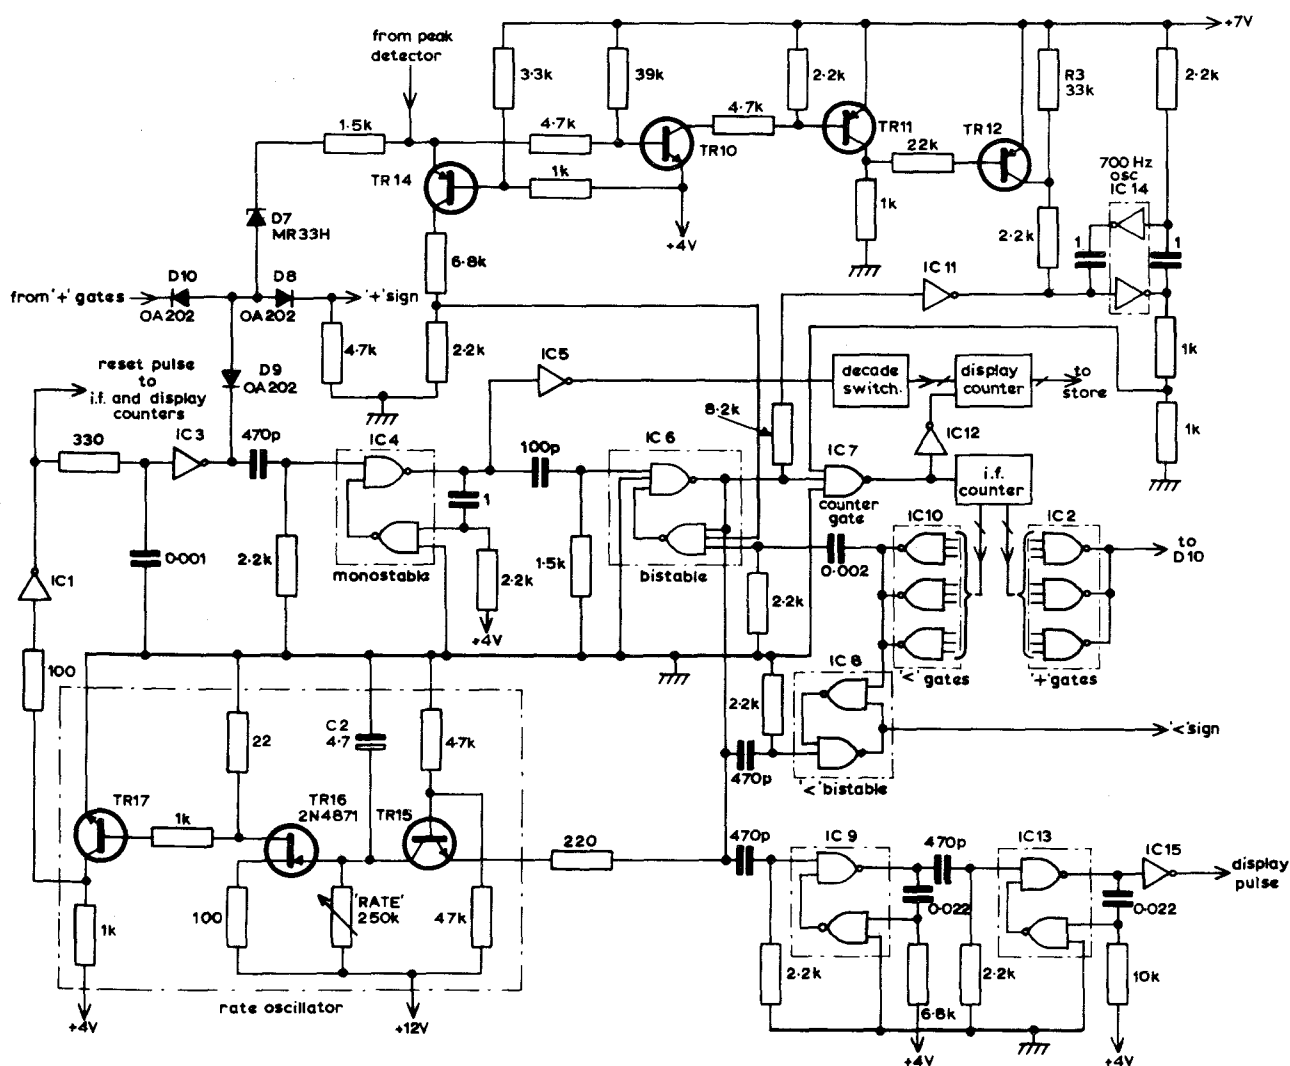 +7V
from peak
detector
3·3k
39k
2·2k
R3
33k
2·2k
1·5k
4·7k
4·7k
TR10
TR11
22k
TR12
TR14
1k
700 Hz
osc
IC 14
D7
MR33H
+4V
1k
2·2k
1
1
6·8k
from '+' gates
D10
OA202
D8
OA202
'+' sign
IC 11
4·7k
2·2k
1k
reset pulse
to
i.f. and display
counters
D9
OA202
IC5
decade
switch.
display
counter
to
store
8·2k
IC12
1k
330
IC3
470p
IC4
100p
IC 6
IC 7
counter
gate
i.f.
counter
1
IC10
IC 2
to
D10
IC1
0·001
2·2k
monostable
2·2k
+4V
1·5k
bistable
0·002
2·2k
100
'<' gates
'+' gates
IC 8
2·2k
'<' sign
22
C2
4·7
4·7k
470p
'<' bistable
TR17
1k
TR16
2N4871
TR15
220
470p
IC 9
470p
IC13
IC15
display
pulse
0·022
0·022
100
'RATE'
250k
47k
1k
2·2k
6·8k
2·2k
10k
rate oscillator
+4V
+12V
+4V
+4V